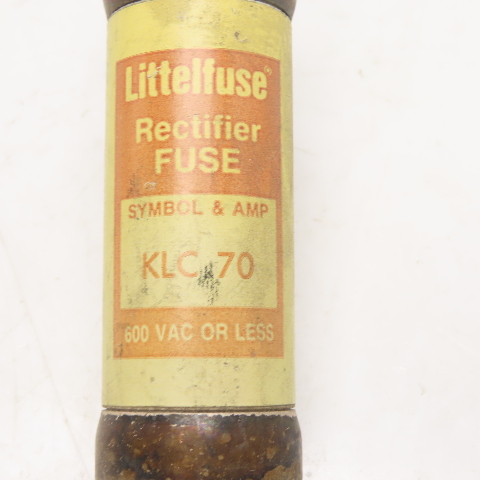 Littelfuse®
Rectifier
FUSE
SYMBOL & AMP
KLC 70
600 VAC OR LESS